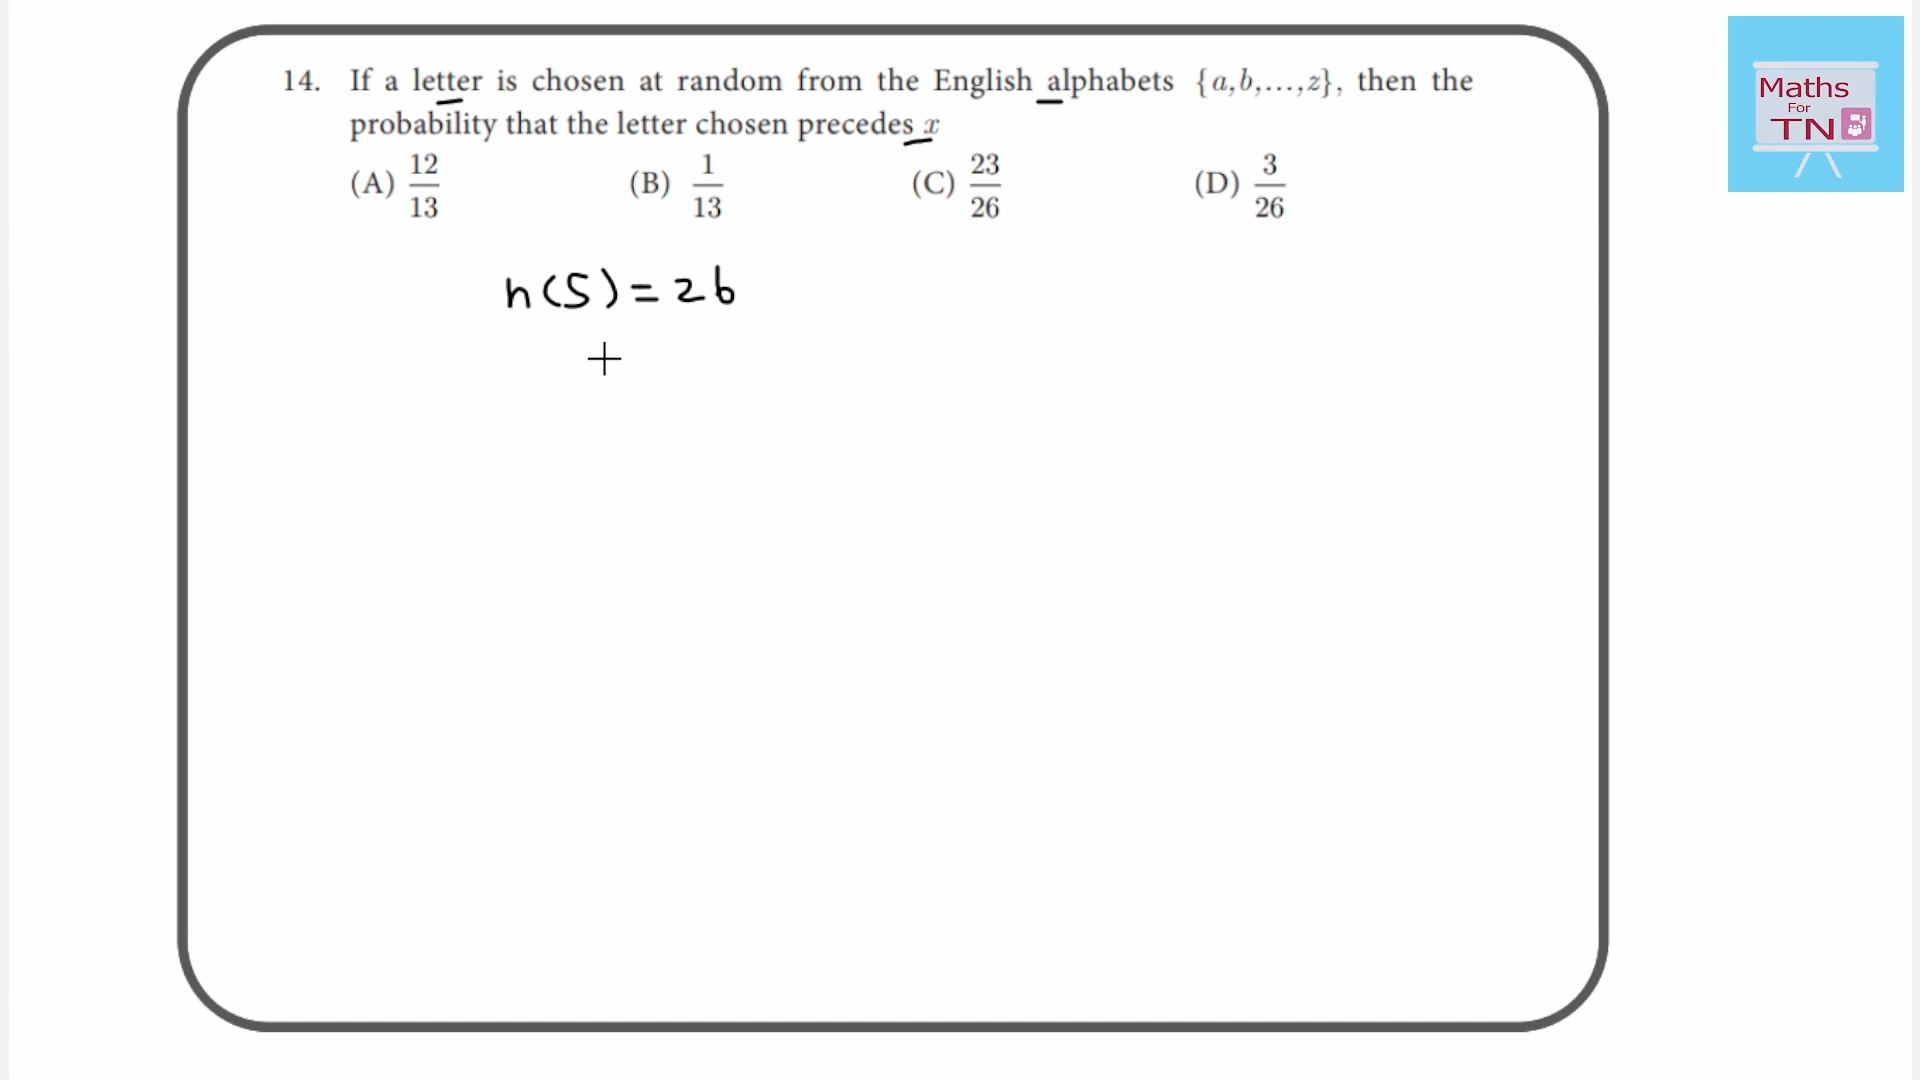 14. If a letter is chosen at random from the English alphabets {a,b,...,z}, then the
probability that the letter chosen precedes x
(A) 12/13 (B) 1/13 (C) 23/26 (D) 3/26
n(S)=26
Maths
For
TN